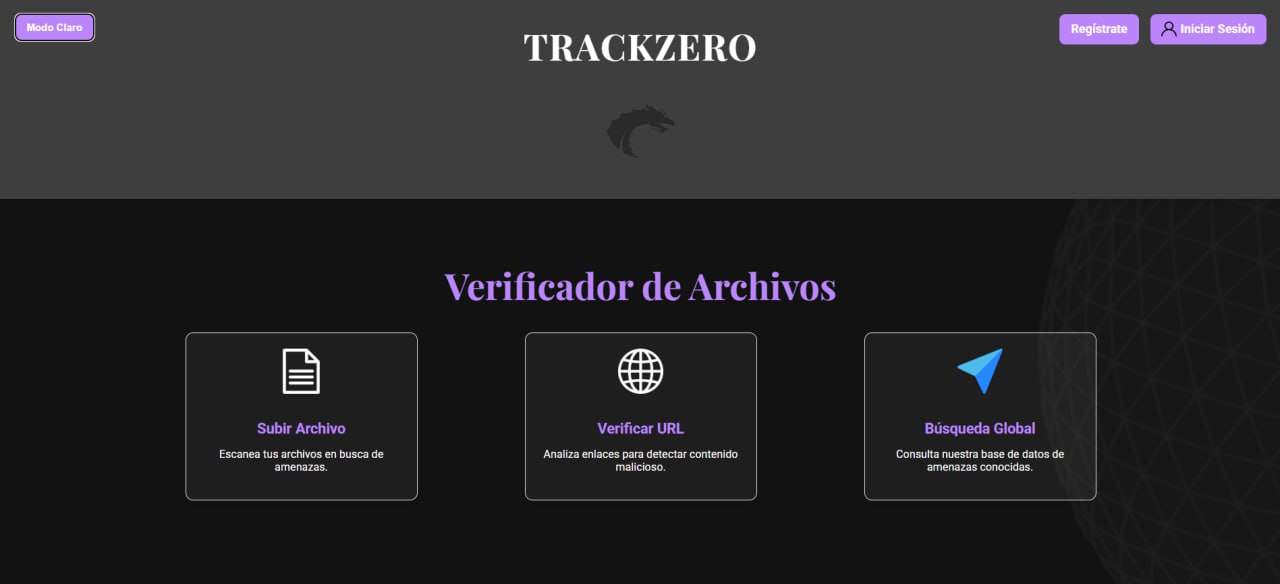 Modo Claro
TRACKZERO
Regístrate
Iniciar Sesión
Verificador de Archivos
Subir Archivo
Escanea tus archivos en busca de
amenazas.
Verificar URL
Analiza enlaces para detectar contenido
malicioso.
Búsqueda Global
Consulta nuestra base de datos de
amenazas conocidas.